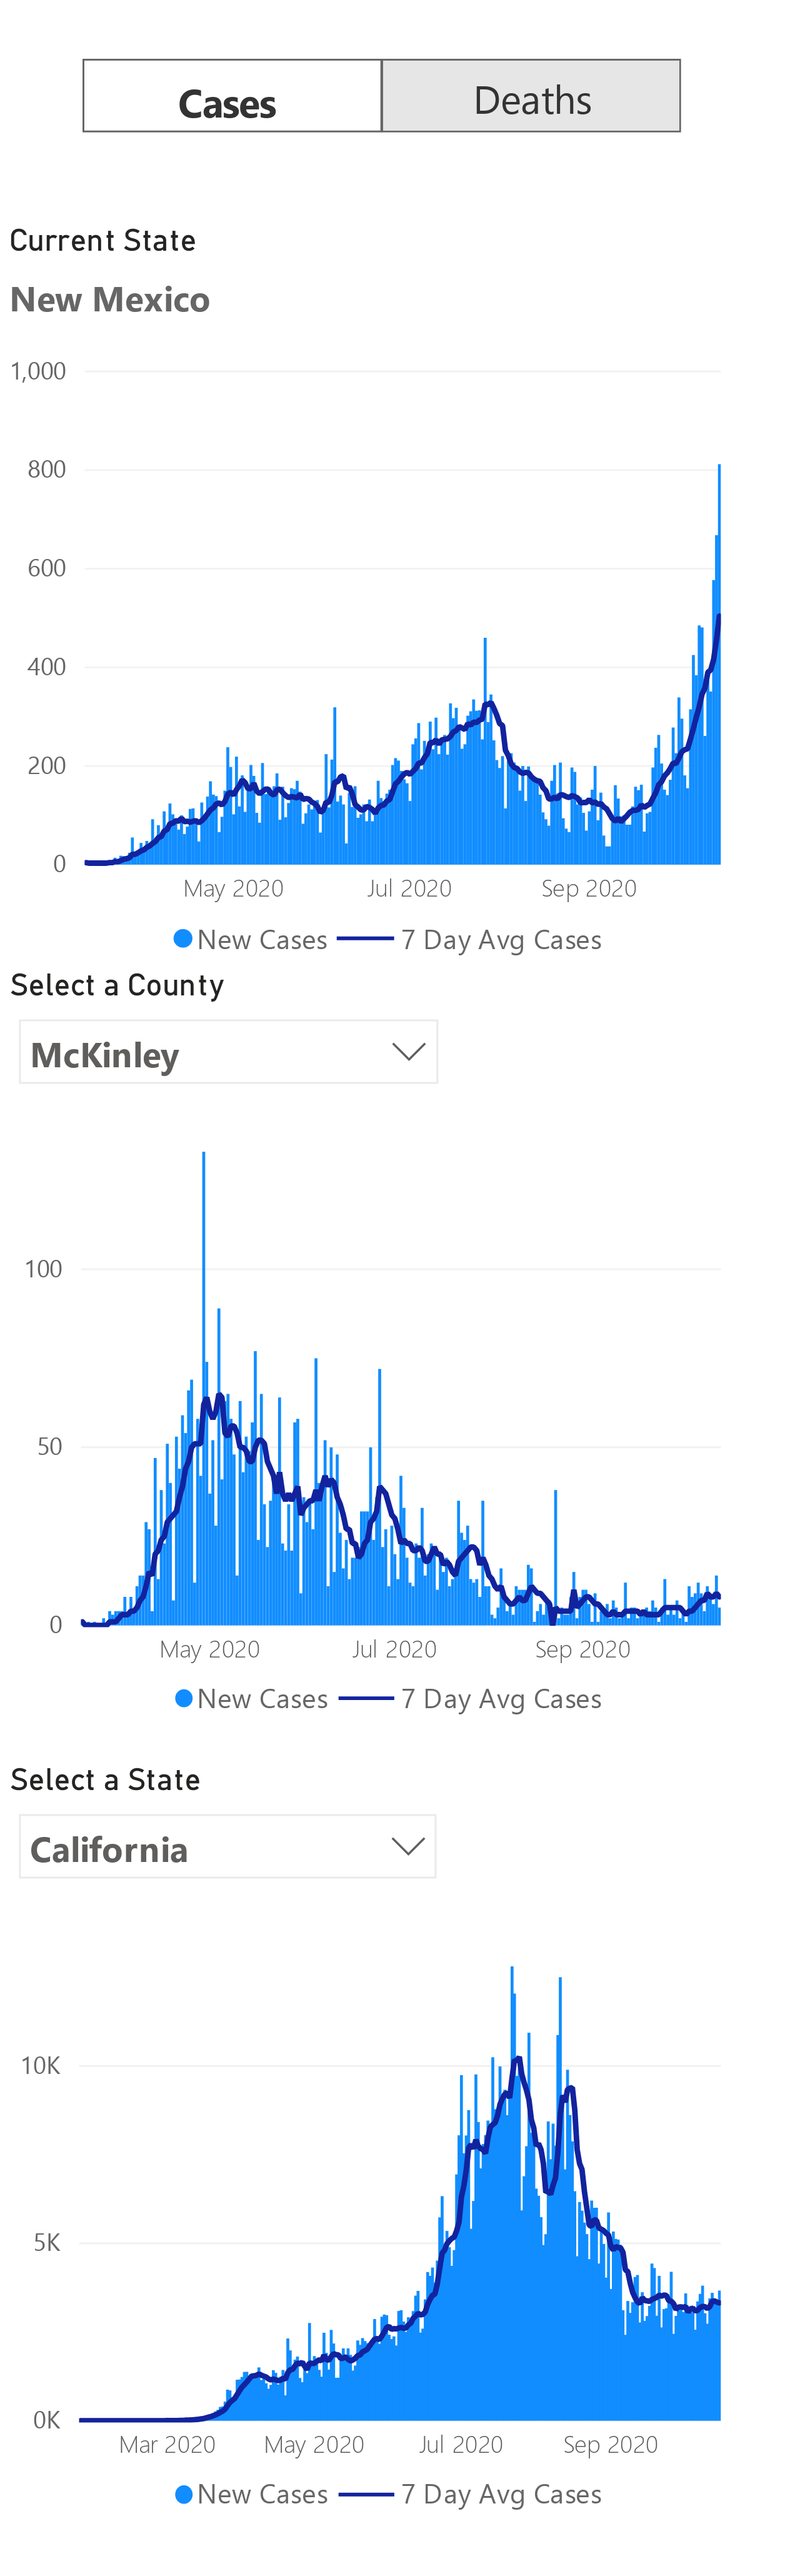 Cases Deaths
Current State
New Mexico
1,000
800
600
400
200
0
May 2020 Jul 2020 Sep 2020
New Cases 7 Day Avg Cases
Select a County
McKinley
100
50
0
May 2020 Jul 2020 Sep 2020
New Cases 7 Day Avg Cases
Select a State
California
10K
5K
0K
Mar 2020 May 2020 Jul 2020 Sep 2020
New Cases 7 Day Avg Cases